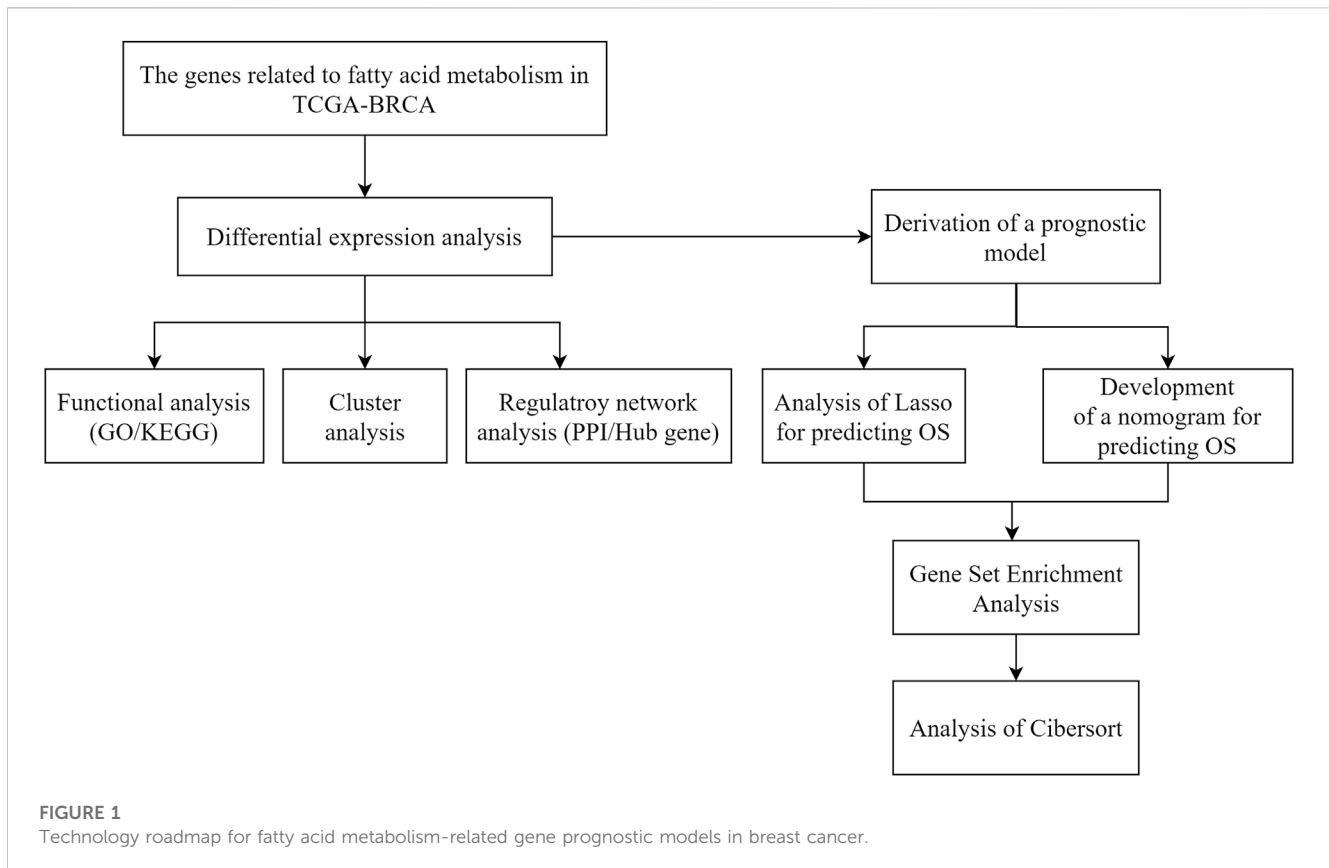 The genes related to fatty acid metabolism in
TCGA-BRCA
Differential expression analysis
Derivation of a prognostic
model
Functional analysis
(GO/KEGG)
Cluster
analysis
Regulatroy network
analysis (PPI/Hub gene)
Analysis of Lasso
for predicting OS
Development
of a nomogram for
predicting OS
Gene Set Enrichment
Analysis
Analysis of Cibersort
FIGURE 1
Technology roadmap for fatty acid metabolism-related gene prognostic models in breast cancer.